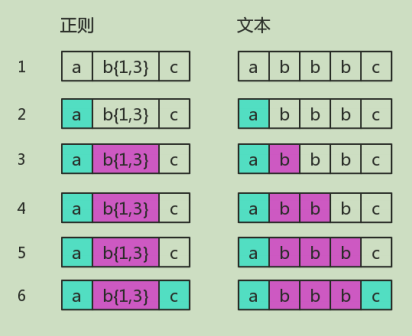 正则 文本
1 a b{1,3} c a b b b c
2 a b{1,3} c a b b b c
3 a b{1,3} c a b b b c
4 a b{1,3} c a b b b c
5 a b{1,3} c a b b b c
6 a b{1,3} c a b b b c